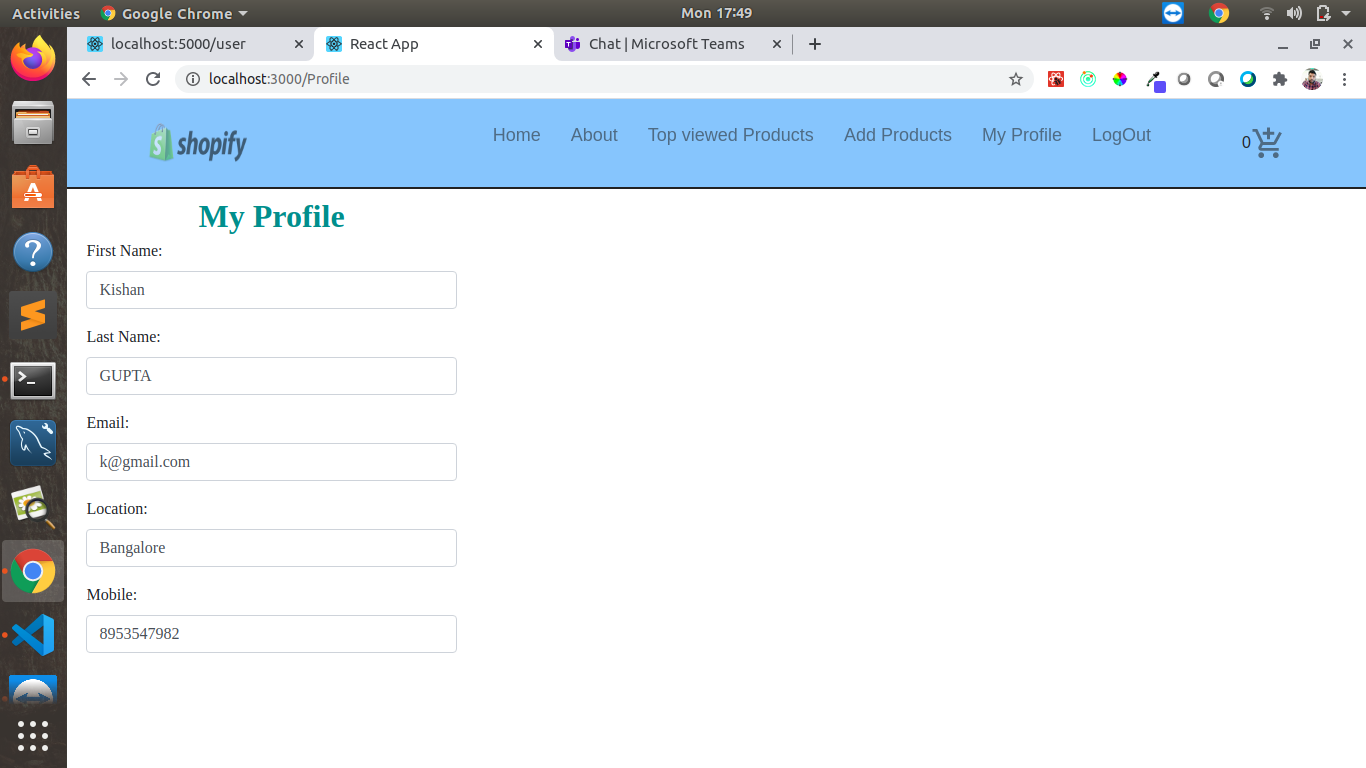 Activities Google Chrome Mon 17:49
localhost:5000/user React App Chat | Microsoft Teams
localhost:3000/Profile
shopify Home About Top viewed Products Add Products My Profile LogOut 0
My Profile
First Name:
Kishan
Last Name:
GUPTA
Email:
k@gmail.com
Location:
Bangalore
Mobile:
8953547982